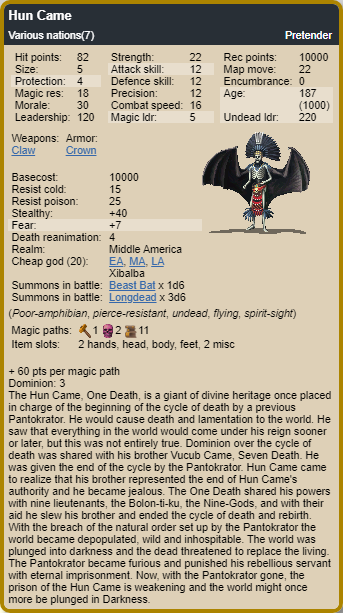 Hun Came
Various nations(7) Pretender
Hit points: 82 Strength: 22 Rec points: 10000
Size: 5 Attack skill: 12 Map move: 22
Protection: 4 Defence skill: 12 Encumbrance: 0
Magic res: 18 Precision: 12 Age: 187
Morale: 30 Combat speed: 16 (1000)
Leadership: 120 Magic ldr: 5 Undead ldr: 220
Weapons: Armor:
Claw Crown
Basecost: 10000
Resist cold: 15
Resist poison: 25
Stealthy: +40
Fear: +7
Death reanimation: 4
Realm: Middle America
Cheap god (20): EA, MA, LA
Xibalba
Summons in battle: Beast Bat x 1d6
Summons in battle: Longdead x 3d6
(Poor-amphibian, pierce-resistant, undead, flying, spirit-sight)
Magic paths: 1 2 11
Item slots: 2 hands, head, body, feet, 2 misc
+ 60 pts per magic path
Dominion: 3
The Hun Came, One Death, is a giant of divine heritage once placed
in charge of the beginning of the cycle of death by a previous
Pantokrator. He would cause death and lamentation to the world. He
saw that everything in the world would come under his reign sooner
or later, but this was not entirely true. Dominion over the cycle of
death was shared with his brother Vucub Came, Seven Death. He
was given the end of the cycle by the Pantokrator. Hun Came came
to realize that his brother represented the end of Hun Came's
authority and he became jealous. The One Death shared his powers
with nine lieutenants, the Bolon-ti-ku, the Nine-Gods, and with their
aid he slew his brother and ended the cycle of death and rebirth.
With the breach of the natural order set up by the Pantokrator the
world became depopulated, wild and inhospitable. The world was
plunged into darkness and the dead threatened to replace the living.
The Pantokrator became furious and punished his rebellious servant
with eternal imprisonment. Now, with the Pantokrator gone, the
prison of the Hun Came is weakening and the world might once
more be plunged in Darkness.